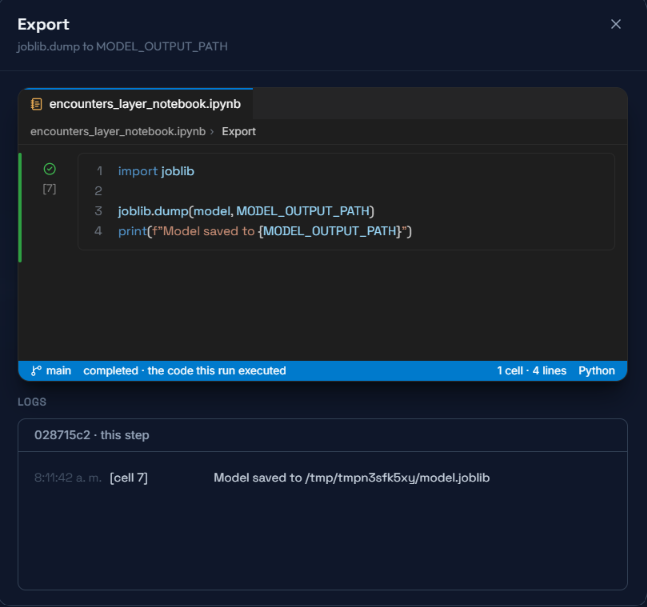 Export
joblib.dump to MODEL_OUTPUT_PATH
encounters_layer_notebook.ipynb
encounters_layer_notebook.ipynb › Export
[7]
1 import joblib
2
3 joblib.dump(model, MODEL_OUTPUT_PATH)
4 print(f"Model saved to {MODEL_OUTPUT_PATH}")
main completed · the code this run executed 1 cell · 4 lines Python
LOGS
028715c2 · this step
8:11:42 a. m. [cell 7] Model saved to /tmp/tmpn3sfk5xy/model.joblib